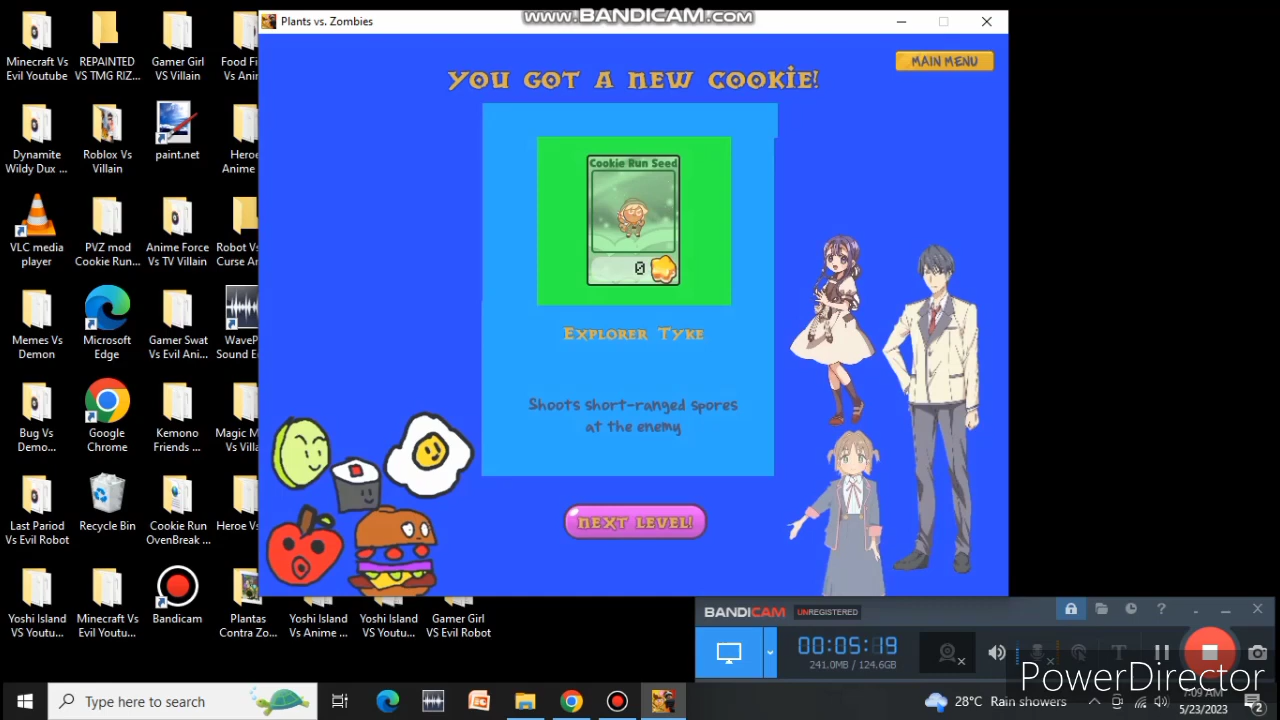 WWW.BANDICAM.COM
Plants vs. Zombies
MAIN MENU
YOU GOT A NEW COOKIE!
Cookie Run Seed
0
Explorer Tyke
Shoots short-ranged spores
at the enemy
NEXT LEVEL!
Minecraft Vs
Evil Youtube
REPAINTED
VS TMG RIZ...
Gamer Girl
VS Villain
Food F
Vs Ani
Dynamite
Wildy Dux ...
Roblox Vs
Villain
paint.net
Heroe
Anime
VLC media
player
PVZ mod
Cookie Run...
Anime Force
Vs TV Villain
Robot Vs
Curse An
Memes Vs
Demon
Microsoft
Edge
Gamer Swat
Vs Evil Ani...
WaveP
Sound E
Bug Vs
Demo...
Google
Chrome
Kemono
Friends ...
Magic M
Vs Vill
Last Pariod
Vs Evil Robot
Recycle Bin
Cookie Run
OvenBreak ...
Heroe V
Yoshi Island
VS Youtu...
Minecraft Vs
Evil Youtu...
Bandicam
Plantas
Contra Zo...
Yoshi Island
Vs Anime ...
Yoshi Island
VS Youtu...
Gamer Girl
VS Evil Robot
BANDICAM
UNREGISTERED
00:05:19
241.0MB / 124.6GB
PowerDirector
Type here to search
28°C Rain showers
7:09 AM
5/23/2023
2